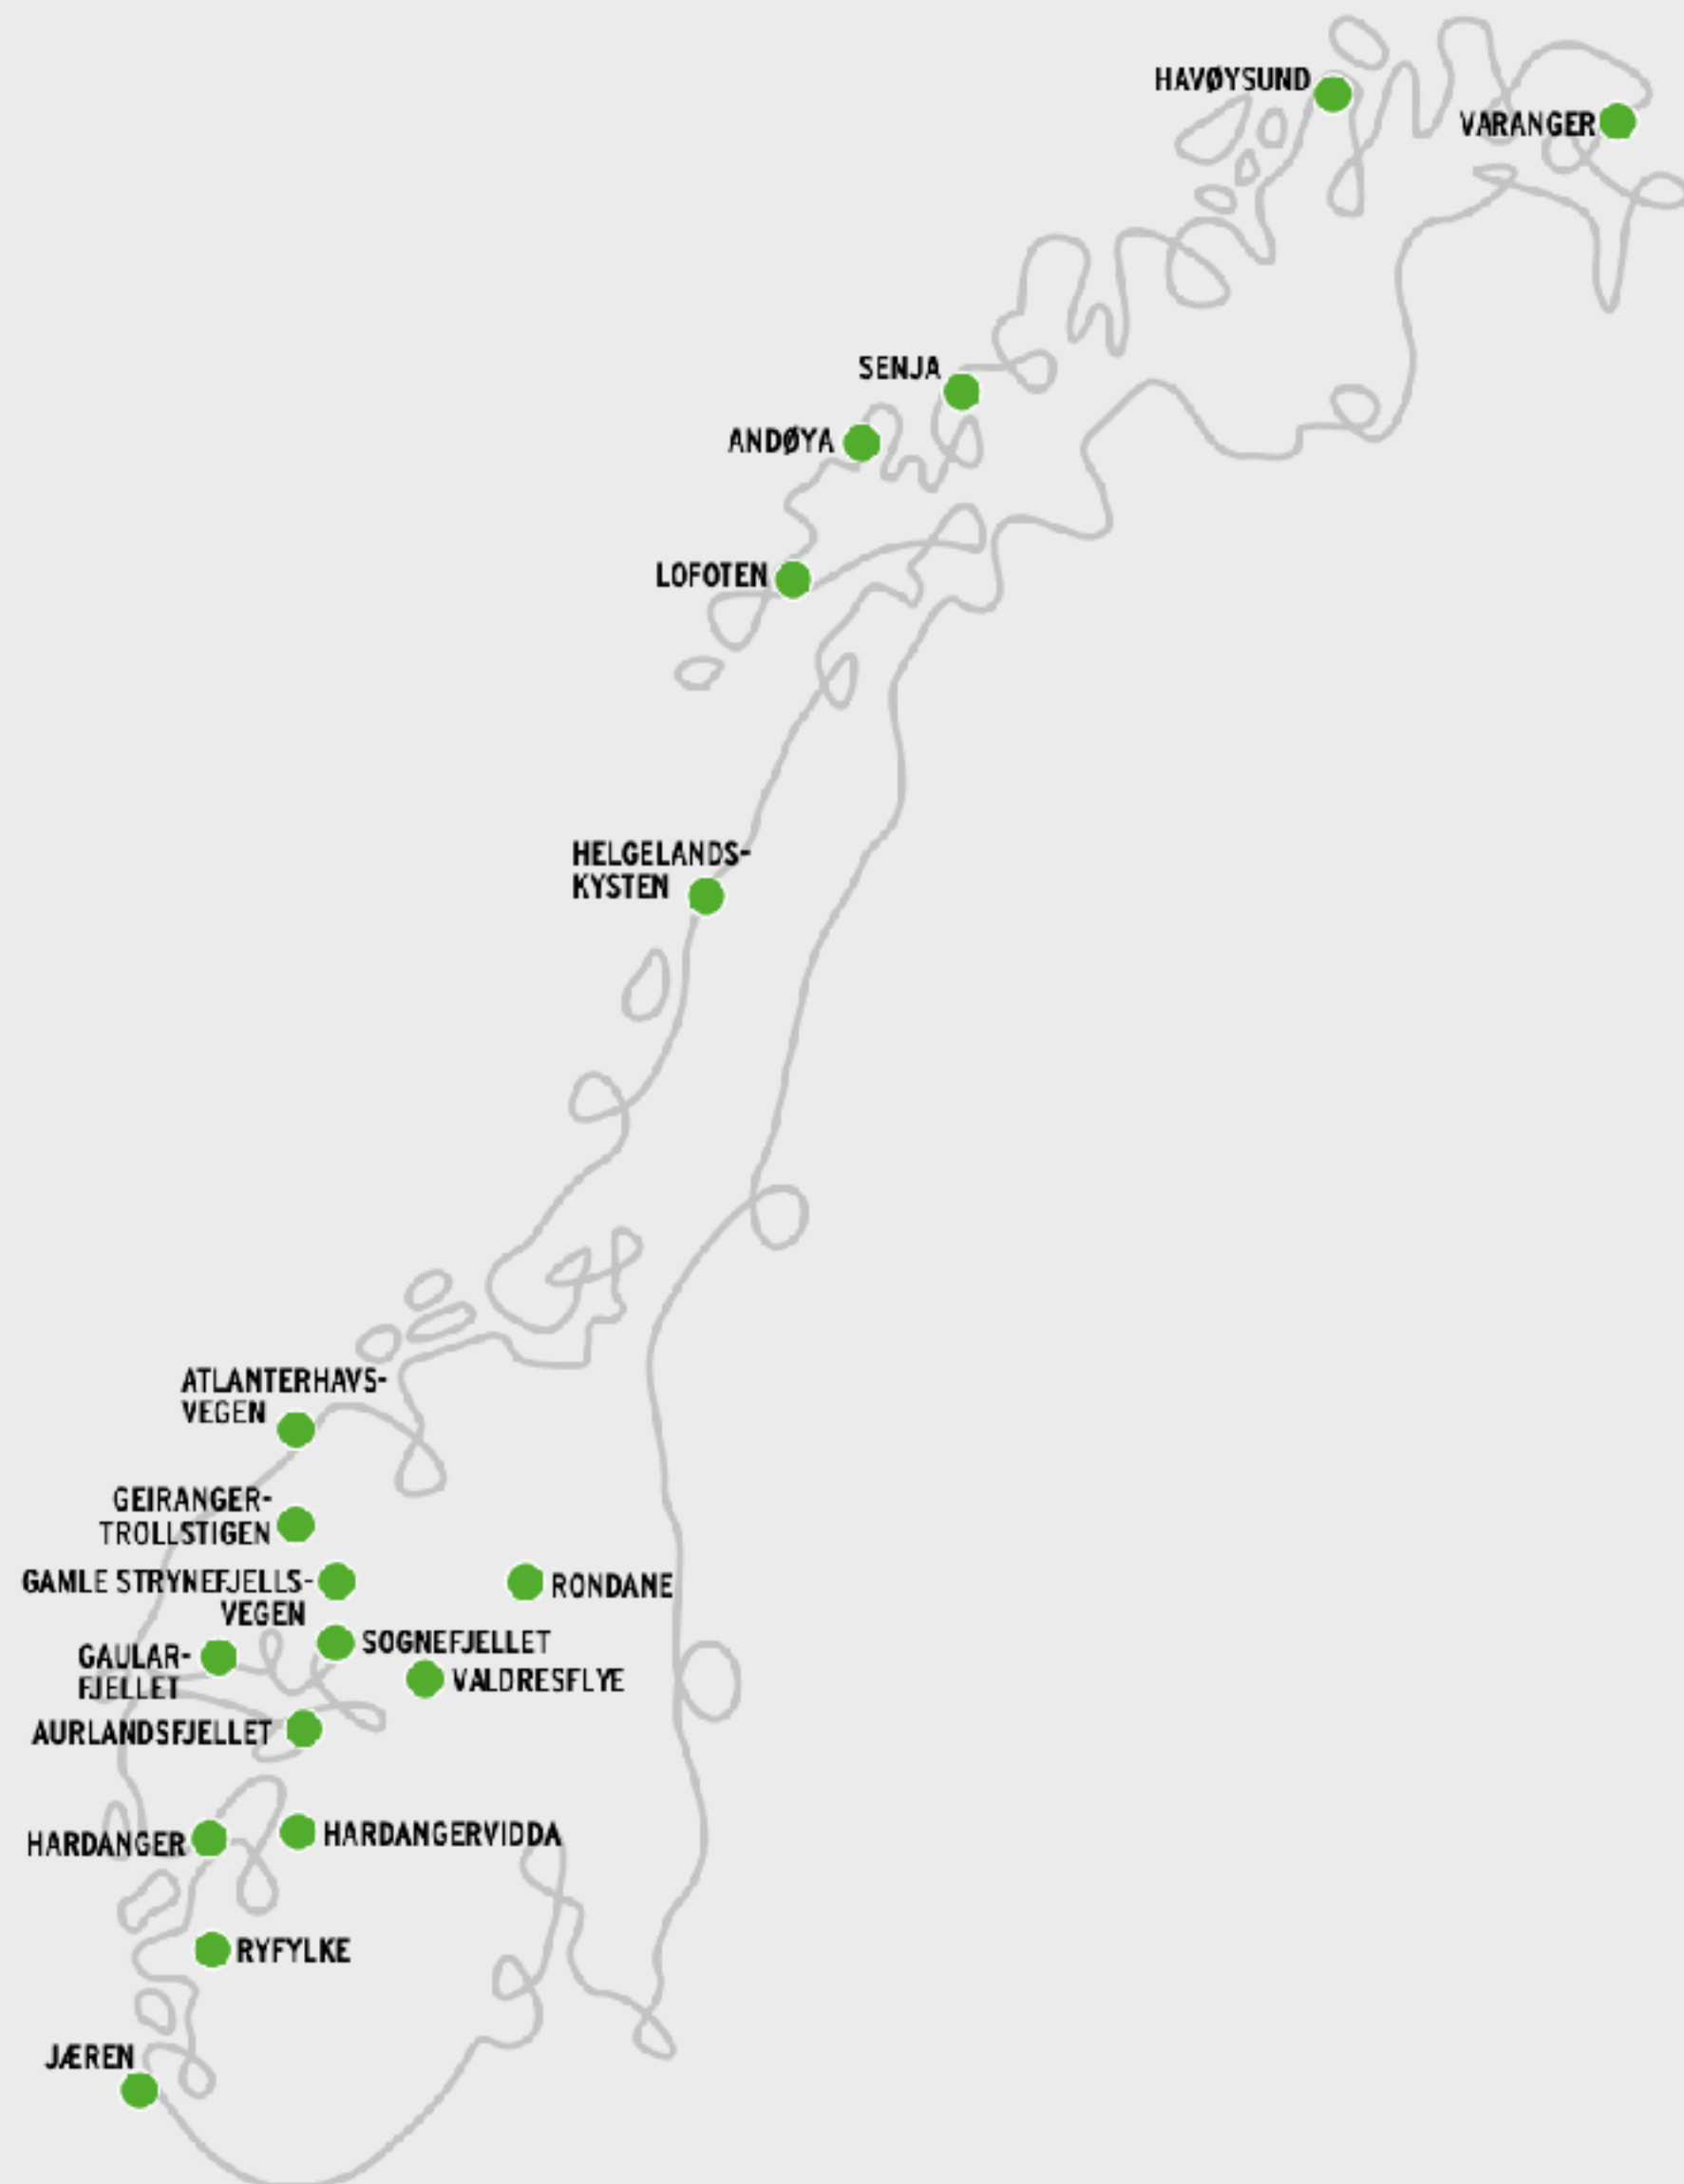 HAVØYSUND
VARANGER
SENJA
ANDØYA
LOFOTEN
HELGELANDS-
KYSTEN
ATLANTERHAVS-
VEGEN
GEIRANGER-
TROLLSTIGEN
GAMLE STRYNEFJELLS-
VEGEN
RONDANE
SOGNEFJELLET
GAULAR-
FJELLET
VALDRESFLYE
AURLANDSFJELLET
HARDANGER
HARDANGERVIDDA
RYFYLKE
JÆREN